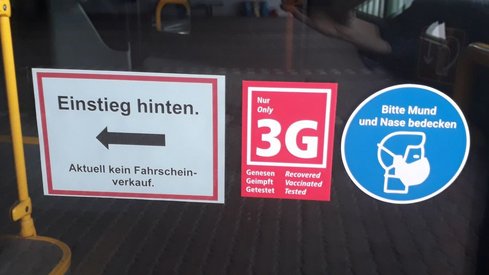 Einstieg hinten.
Aktuell kein Fahrschein-
verkauf.
Nur
Only
3G
Genesen Recovered
Geimpft Vaccinated
Getestet Tested
Bitte Mund
und Nase bedecken